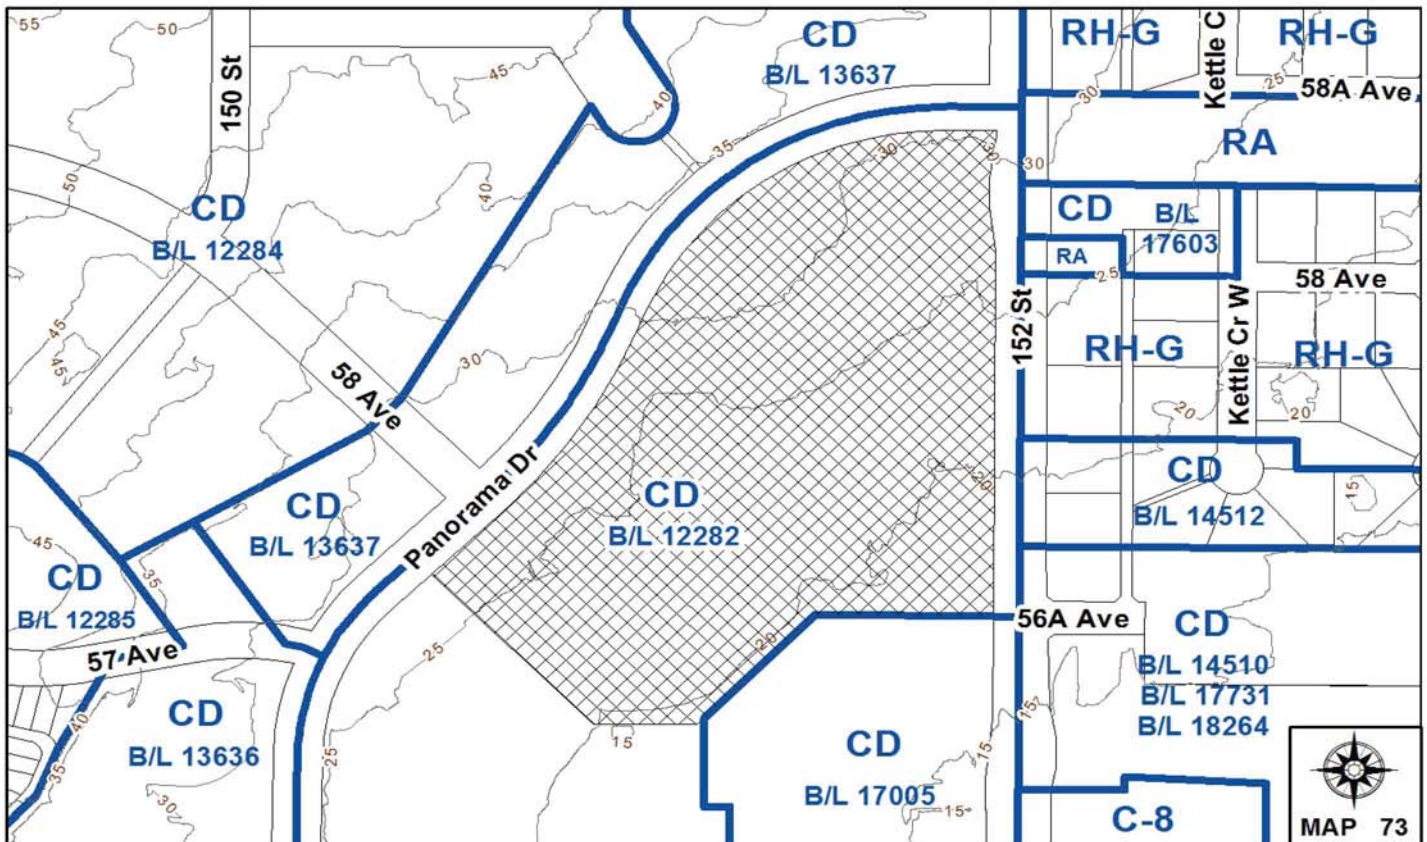 55
50
150 St
45
40
CD
B/L 13637
RH-G
Kettle C
RH-G
25
58A Ave
30
RA
35
30
30
30
50
40
CD
B/L 12284
CD
B/L
17603
RA
25
58 Ave
45
45
30
58 Ave
152 St
RH-G
Kettle Cr W
RH-G
20
20
Panorama Dr
CD
B/L 13637
CD
B/L 12282
20
CD
B/L 14512
15
45
CD
B/L 12285
35
57 Ave
25
20
56A Ave
CD
B/L 14510
B/L 17731
B/L 18264
40
35
CD
B/L 13636
30
25
15
CD
B/L 17005
15
15
15
C-8
MAP 73